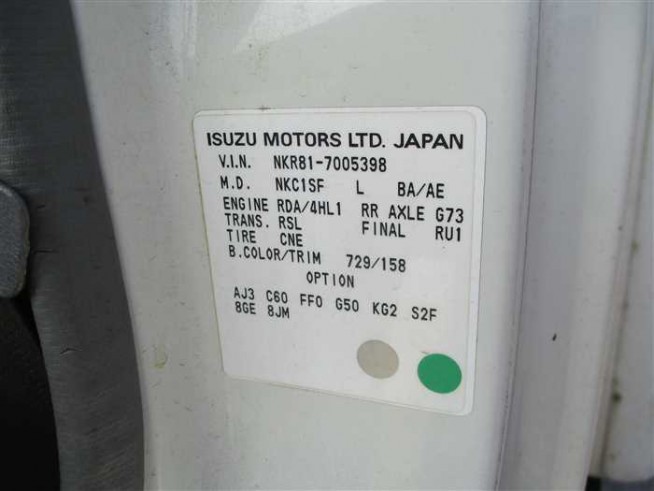 ISUZU MOTORS LTD. JAPAN
V.I.N. NKR81-7005398
M.D. NKC1SF L BA/AE
ENGINE RDA/4HL1 RR AXLE G73
TRANS. RSL FINAL RU1
TIRE CNE
B.COLOR/TRIM 729/158
OPTION
AJ3 C60 FF0 G50 KG2 S2F
8GE 8JM